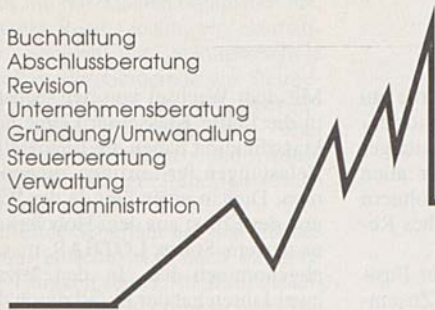 Buchhaltung
Abschlussberatung
Revision
Unternehmensberatung
Gründung/Umwandlung
Steuerberatung
Verwaltung
Saläradministration